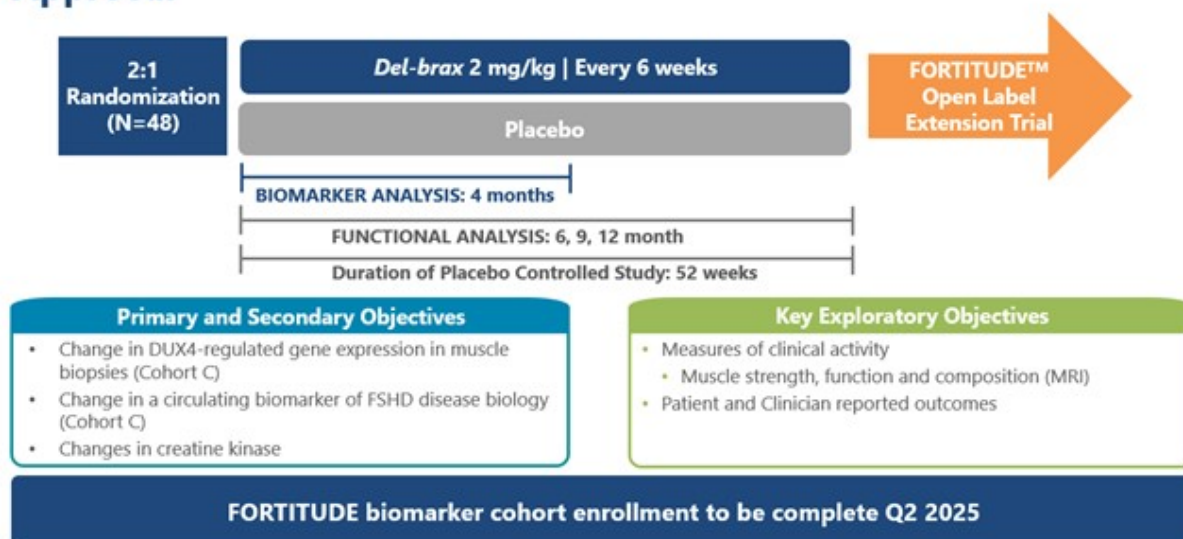 2:1
Randomization
(N=48)
Del-brax 2 mg/kg | Every 6 weeks
Placebo
FORTITUDE™
Open Label
Extension Trial
BIOMARKER ANALYSIS: 4 months
FUNCTIONAL ANALYSIS: 6, 9, 12 month
Duration of Placebo Controlled Study: 52 weeks
Primary and Secondary Objectives
• Change in DUX4-regulated gene expression in muscle
biopsies (Cohort C)
• Change in a circulating biomarker of FSHD disease biology
(Cohort C)
• Changes in creatine kinase
Key Exploratory Objectives
• Measures of clinical activity
• Muscle strength, function and composition (MRI)
• Patient and Clinician reported outcomes
FORTITUDE biomarker cohort enrollment to be complete Q2 2025